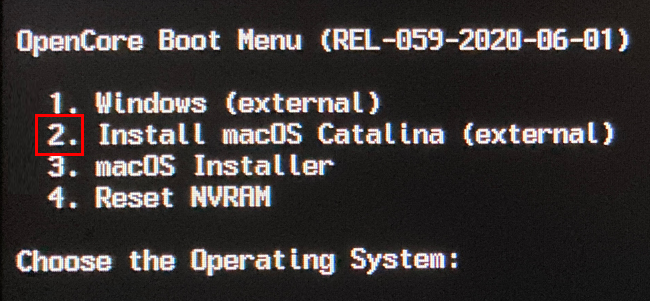 OpenCore Boot Menu (REL-059-2020-06-01)
1. Windows (external)
2. Install macOS Catalina (external)
3. macOS Installer
4. Reset NVRAM
Choose the Operating System: